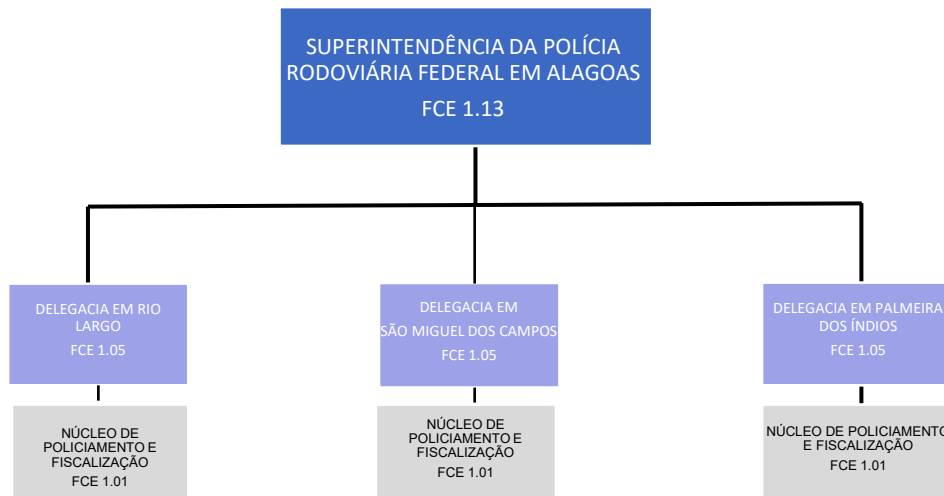 SUPERINTENDÊNCIA DA POLÍCIA
RODOVIÁRIA FEDERAL EM ALAGOAS
FCE 1.13
DELEGACIA EM RIO
LARGO
FCE 1.05
DELEGACIA EM
SÃO MIGUEL DOS CAMPOS
FCE 1.05
DELEGACIA EM PALMEIRA
DOS ÍNDIOS
FCE 1.05
NÚCLEO DE
POLICIAMENTO E
FISCALIZAÇÃO
FCE 1.01
NÚCLEO DE
POLICIAMENTO E
FISCALIZAÇÃO
FCE 1.01
NÚCLEO DE POLICIAMENTO
E FISCALIZAÇÃO
FCE 1.01